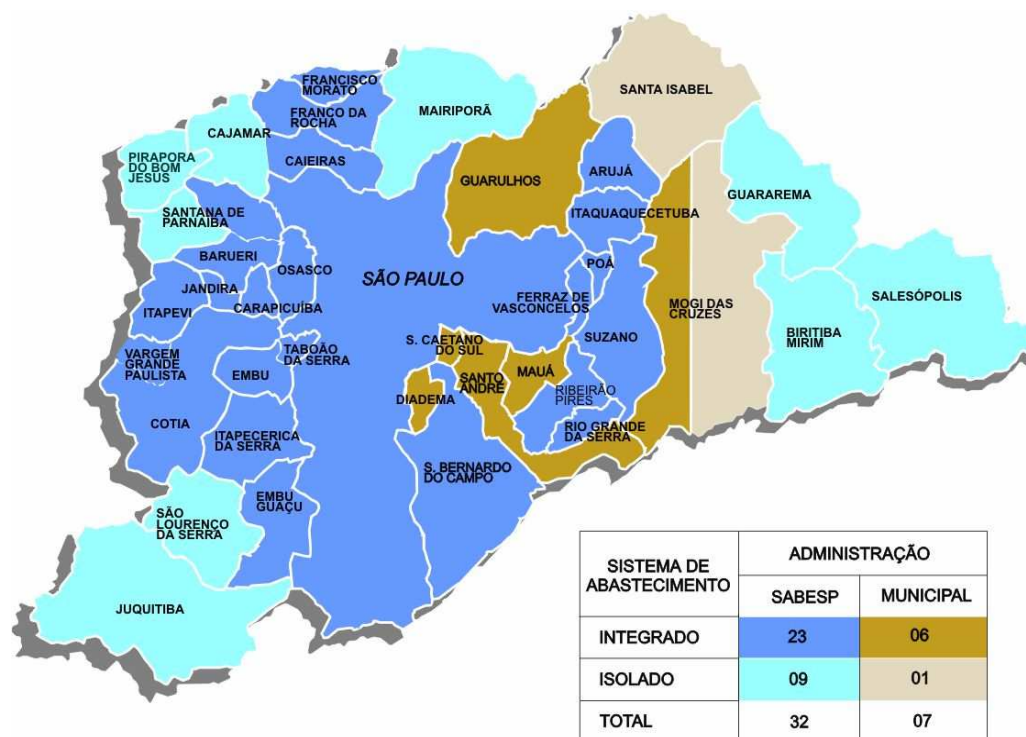 FRANCISCO
MORATO
FRANCO DA
ROCHA
MAIRIPORÃ
SANTA ISABEL
CAJAMAR
PIRAPORA
DO BOM
JESUS
CAIEIRAS
GUARULHOS
ARUJÁ
GUARAREMA
SANTANA DE
PARNAÍBA
ITAQUAQUECETUBA
BARUERI
OSASCO
SÃO PAULO
POÁ
JANDIRA
CARAPICUÍBA
ITAPEVI
FERRAZ DE
VASCONCELOS
MOGI DAS
CRUZES
SALESÓPOLIS
BIRITIBA
MIRIM
SUZANO
S. CAETANO
DO SUL
TABOÃO
DA SERRA
VARGEM
GRANDE
PAULISTA
EMBU
SANTO
ANDRÉ
MAUÁ
DIADEMA
RIBEIRÃO
PIRES
COTIA
ITAPECERICA
DA SERRA
RIO GRANDE
DA SERRA
S. BERNARDO
DO CAMPO
EMBU
GUAÇU
SÃO
LOURENÇO
DA SERRA
JUQUITIBA
SISTEMA DE
ABASTECIMENTO
ADMINISTRAÇÃO
SABESP MUNICIPAL
INTEGRADO 23 06
ISOLADO 09 01
TOTAL 32 07